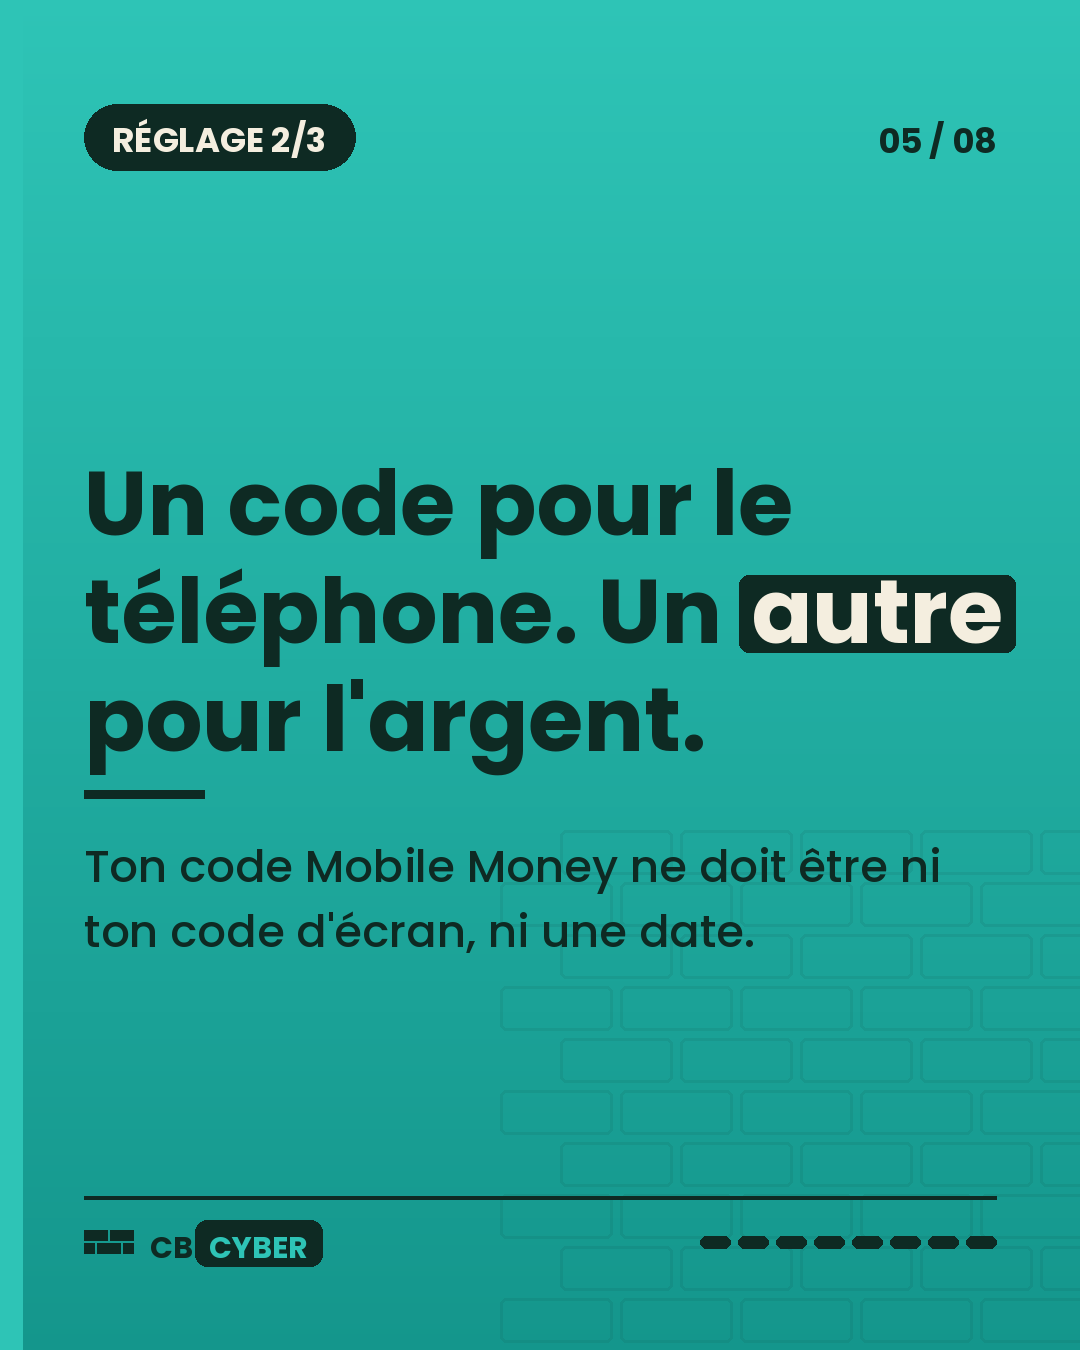 RÉGLAGE 2/3
05 / 08
Un code pour le
téléphone. Un autre
pour l'argent.
Ton code Mobile Money ne doit être ni
ton code d'écran, ni une date.
CB CYBER